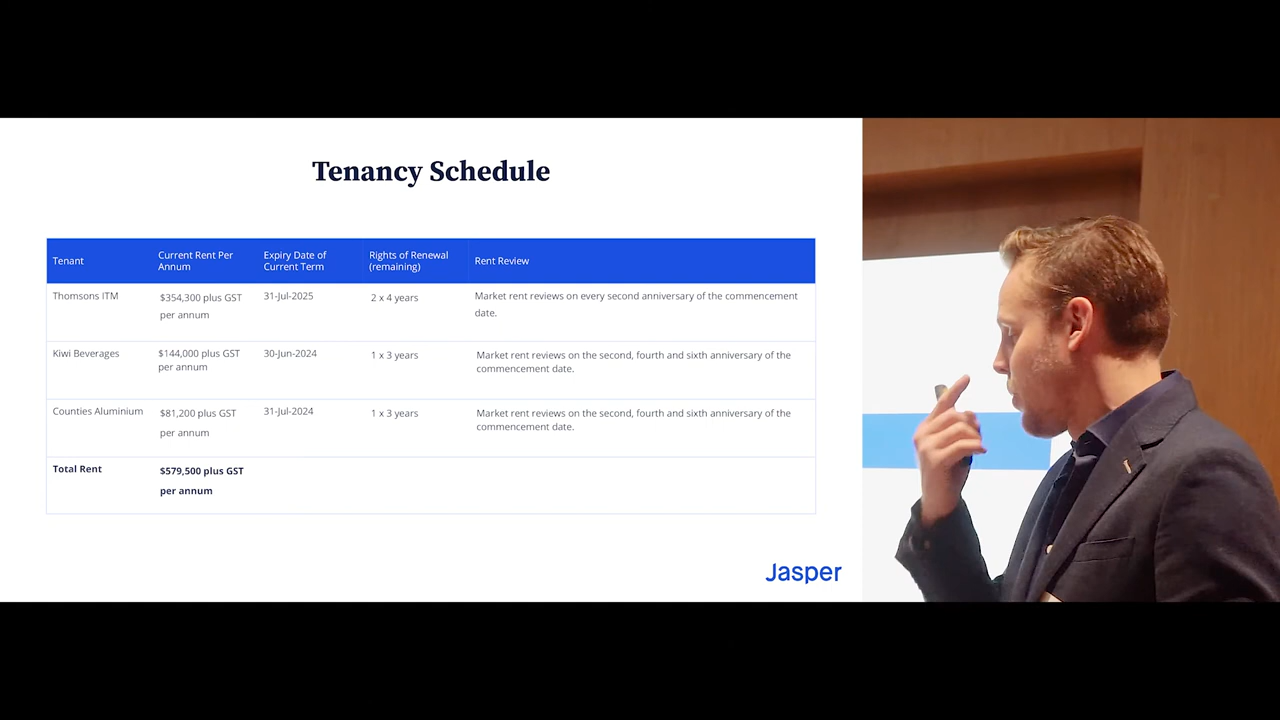 Tenancy Schedule
Tenant
Current Rent Per
Annum
Expiry Date of
Current Term
Rights of Renewal
(remaining)
Rent Review
Thomsons ITM
$354,300 plus GST
per annum
31-Jul-2025
2 x 4 years
Market rent reviews on every second anniversary of the commencement
date.
Kiwi Beverages
$144,000 plus GST
per annum
30-Jun-2024
1 x 3 years
Market rent reviews on the second, fourth and sixth anniversary of the
commencement date.
Counties Aluminium
$81,200 plus GST
per annum
31-Jul-2024
1 x 3 years
Market rent reviews on the second, fourth and sixth anniversary of the
commencement date.
Total Rent
$579,500 plus GST
per annum
Jasper